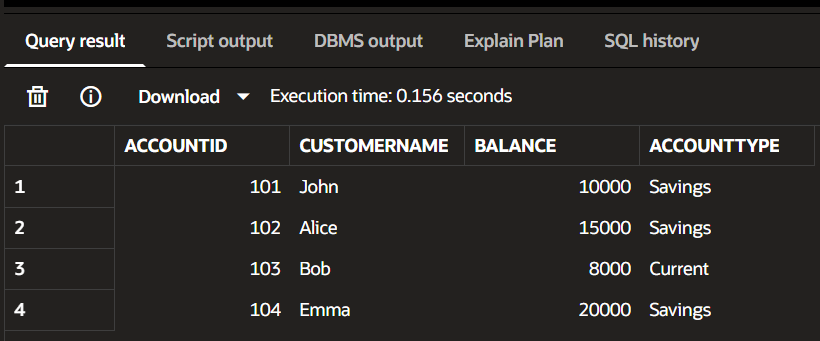 Query result Script output DBMS output Explain Plan SQL history
Download Execution time: 0.156 seconds
ACCOUNTID CUSTOMERNAME BALANCE ACCOUNTTYPE
1 101 John 10000 Savings
2 102 Alice 15000 Savings
3 103 Bob 8000 Current
4 104 Emma 20000 Savings